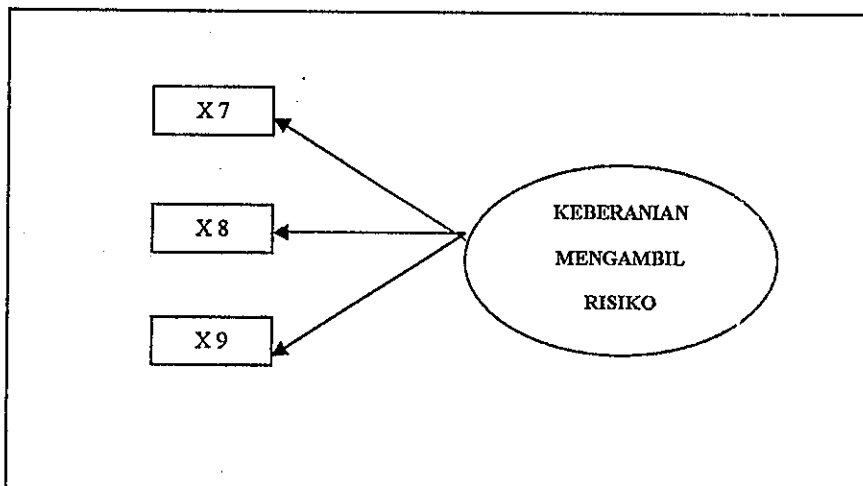 X 7
X 8
X 9
KEBERANIAN
MENGAMBIL
RISIKO